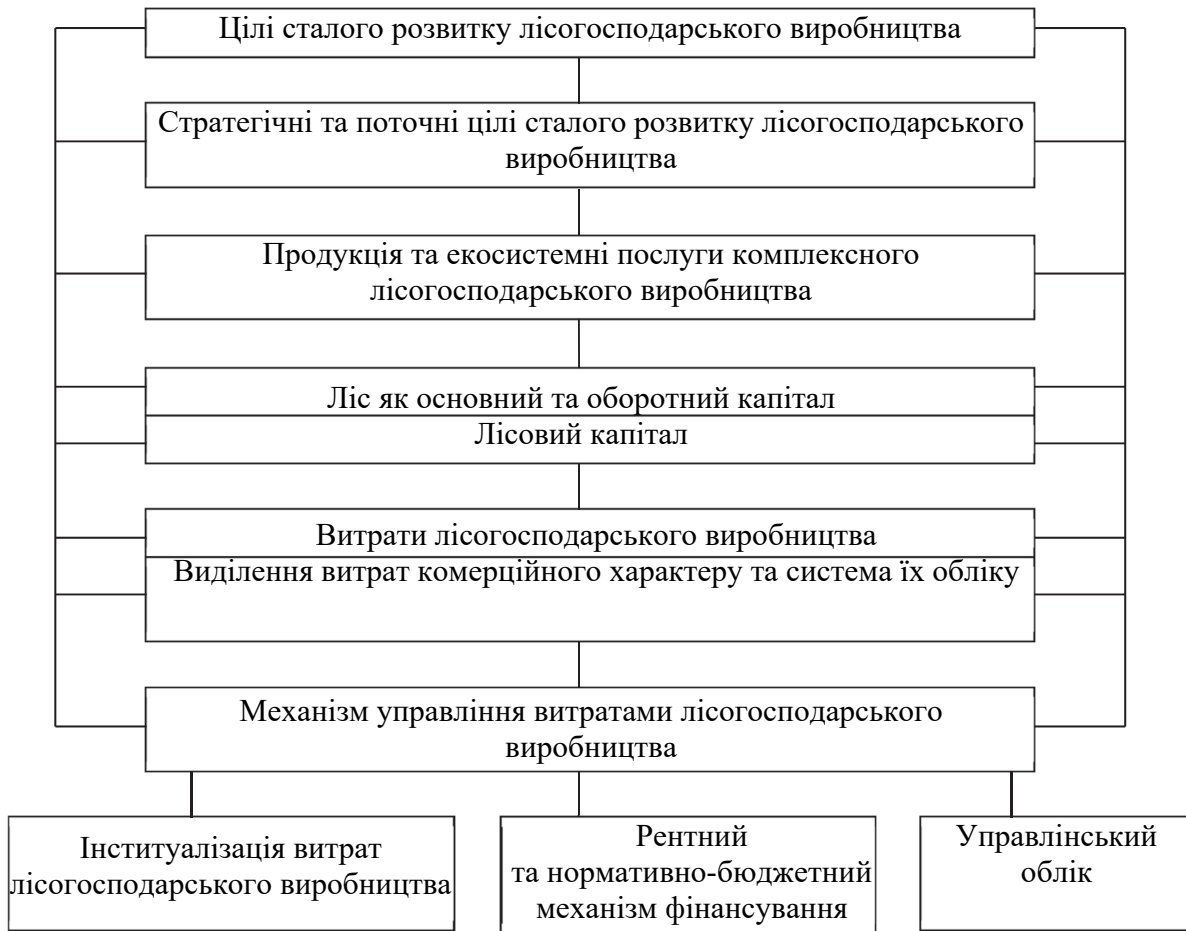 Цілі сталого розвитку лісогосподарського виробництва
Стратегічні та поточні цілі сталого розвитку лісогосподарського
виробництва
Продукція та екосистемні послуги комплексного
лісогосподарського виробництва
Ліс як основний та оборотний капітал
Лісовий капітал
Витрати лісогосподарського виробництва
Виділення витрат комерційного характеру та система їх обліку
Механізм управління витратами лісогосподарського
виробництва
Інституалізація витрат
лісогосподарського виробництва
Рентний
та нормативно-бюджетний
механізм фінансування
Управлінський
облік